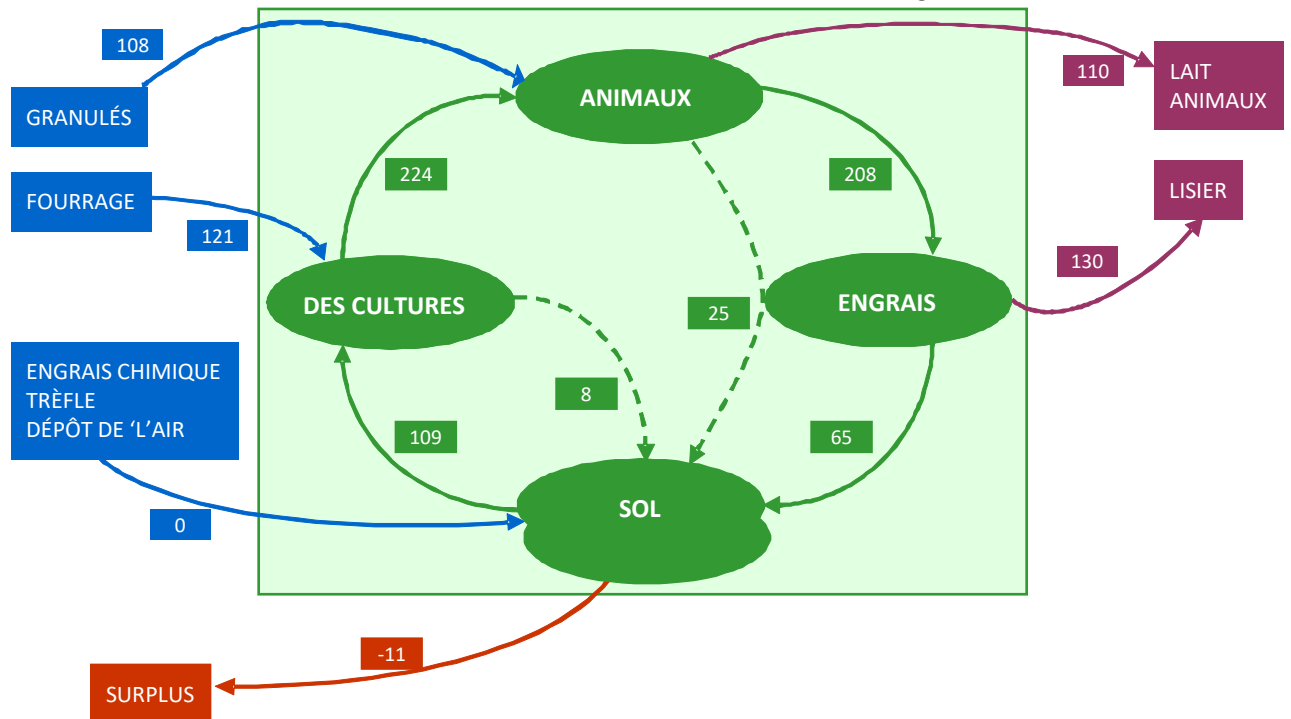 108
GRANULÉS
ANIMAUX
110
LAIT
ANIMAUX
224
208
FOURRAGE
LISIER
121
130
DES CULTURES
25
ENGRAIS
ENGRAIS CHIMIQUE
TRÈFLE
DÉPÔT DE ‘L’AIR
8
109
65
SOL
0
-11
SURPLUS